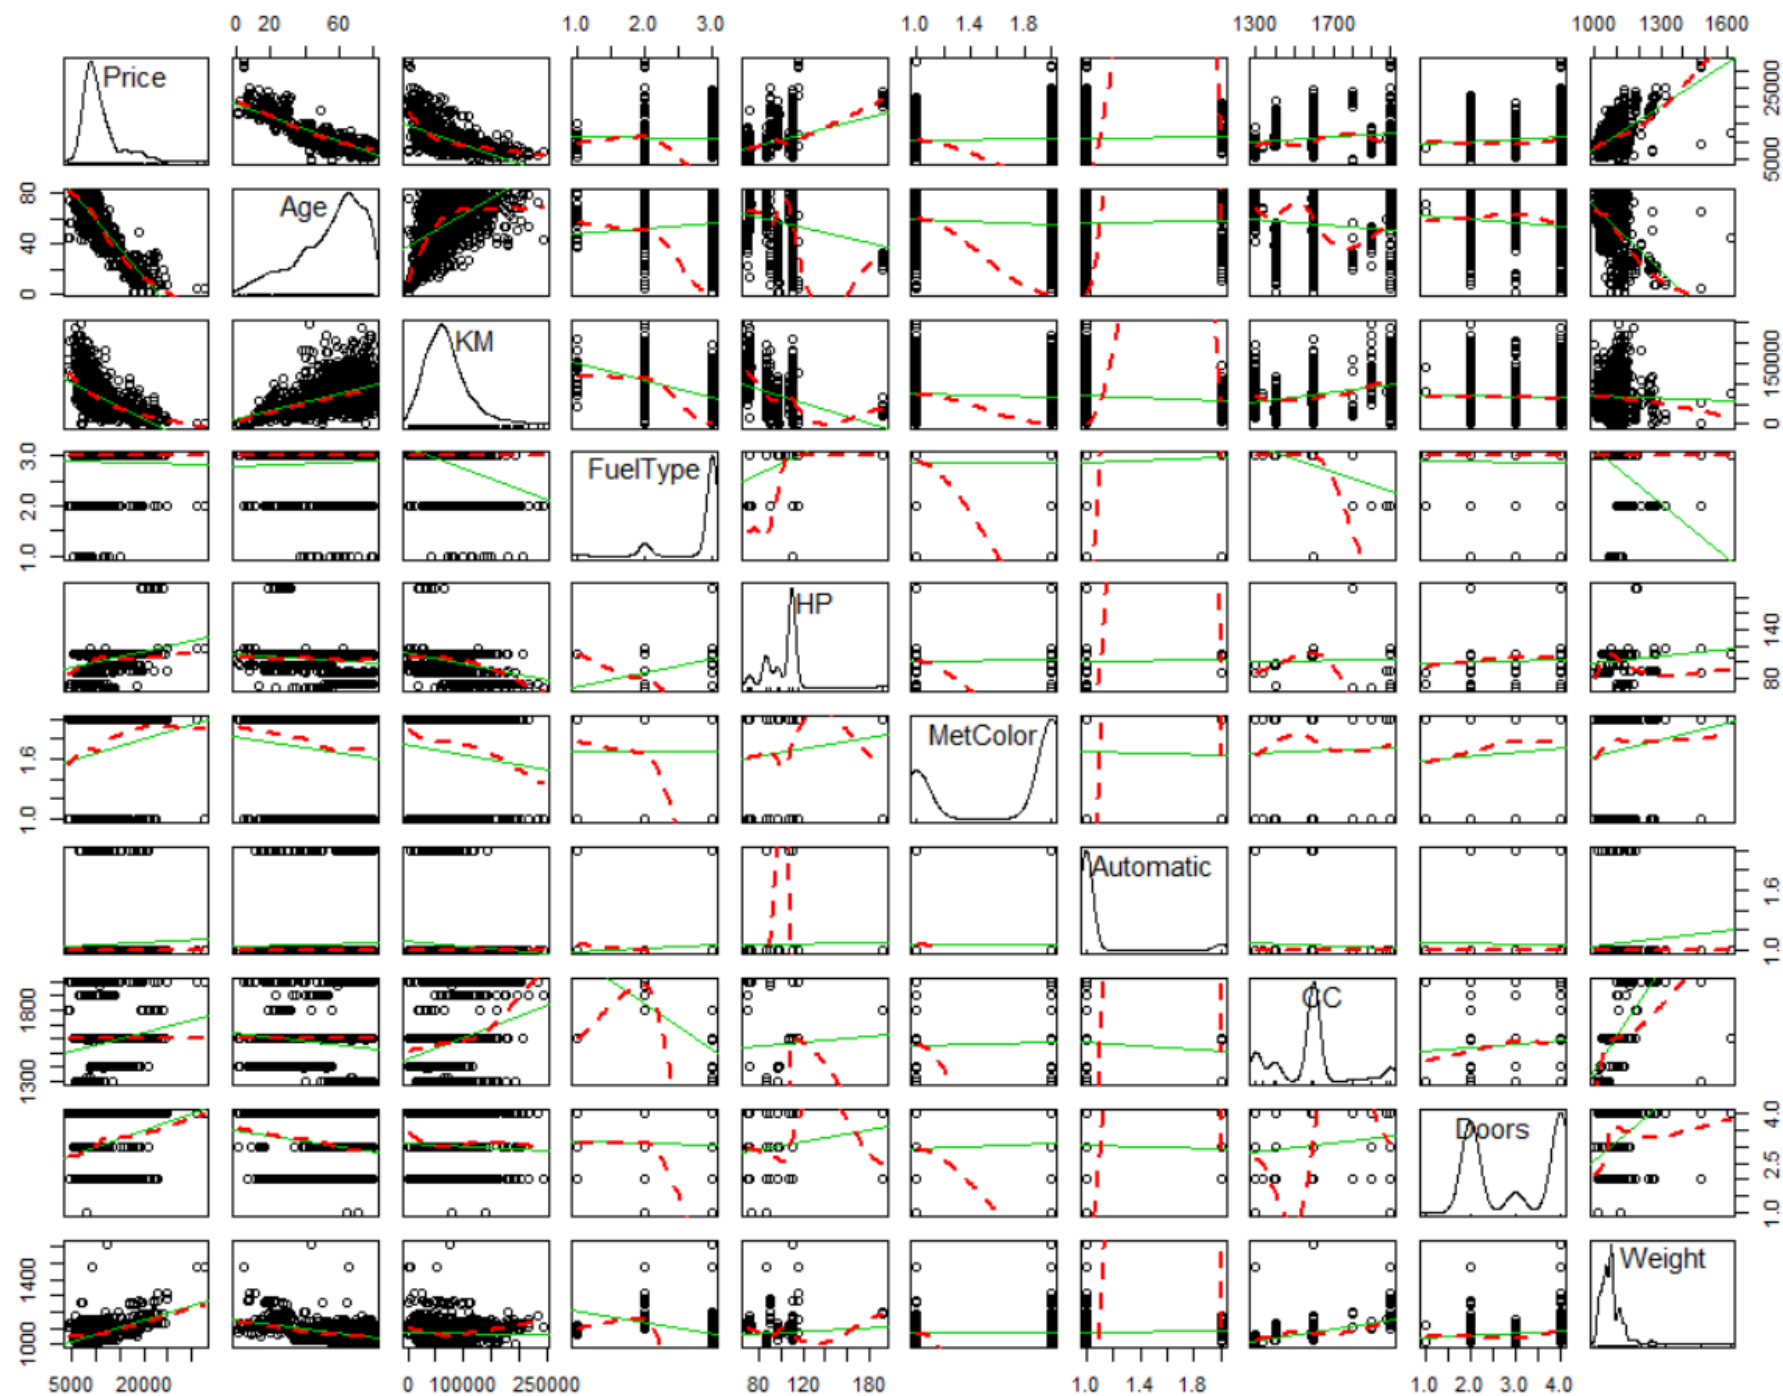 0 20 60 1.0 2.0 3.0 1.0 1.4 1.8 1300 1700 1000 1300 1600
Price 5000 25000
0 40 80 Age
KM 0 150000
1.0 2.0 3.0 FuelType
HP 80 140
1.0 1.6 MetColor
Automatic 1.0 1.6
1300 1800 CC
Doors 1.0 2.5 4.0
1000 1400 Weight
5000 20000 0 100000 250000 80 120 180 1.0 1.4 1.8 1.0 2.0 3.0 4.0